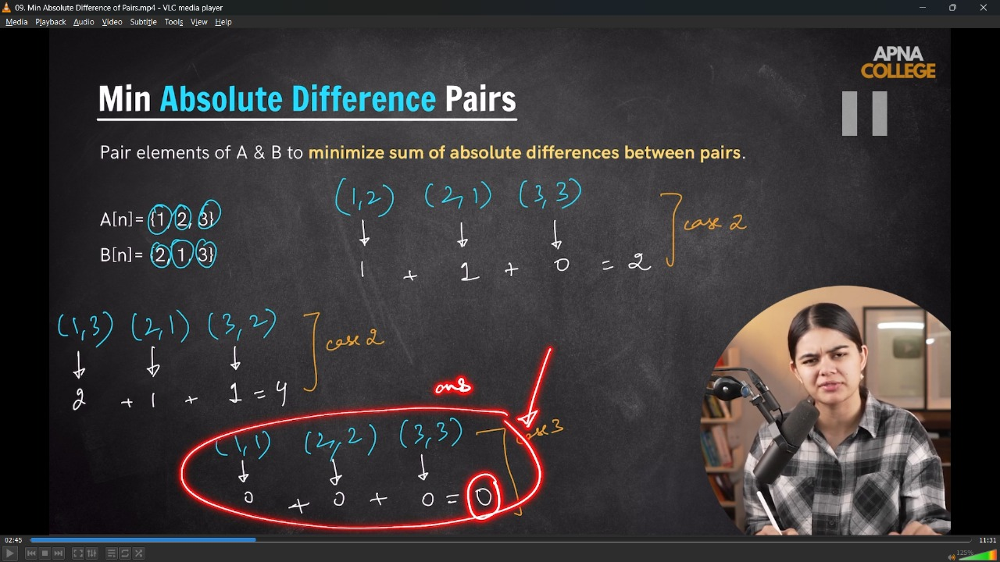 09. Min Absolute Difference of Pairs.mp4 - VLC media player
Media Playback Audio Video Subtitle Tools View Help
APNA
COLLEGE
Min Absolute Difference Pairs
Pair elements of A & B to minimize sum of absolute differences between pairs.
(1,2) (2,1) (3,3)
A[n]= {1, 2, 3}
B[n]= {2, 1, 3}
case 2
1 + 1 + 0 = 2
(1,3) (2,1) (3,2)
case 2
2 + 1 + 1 = 4
ans
(1,1) (2,2) (3,3)
case 3
0 + 0 + 0 = 0
02:45
11:31
125%